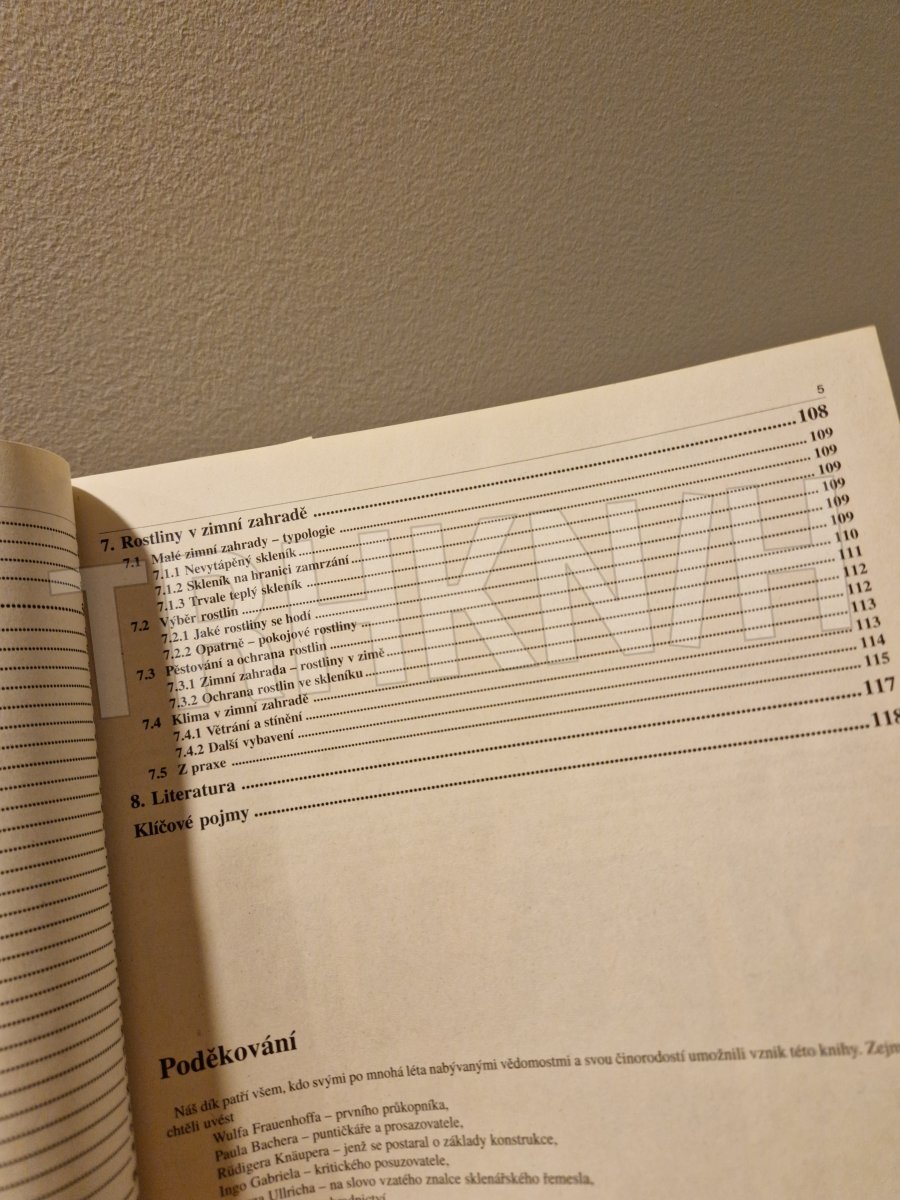 5
7. Rostliny v zimní zahradě ........ 108
7.1 Malé zimní zahrady – typologie ........ 109
7.1.1 Nevytápěný skleník ........ 109
7.1.2 Skleník na hranici zamrzání ........ 109
7.1.3 Trvale teplý skleník ........ 109
7.2 Výběr rostlin ........ 109
7.2.1 Jaké rostliny se hodí ........ 109
7.2.2 Opatrně – pokojové rostliny ........ 110
7.3 Pěstování a ochrana rostlin ........ 111
7.3.1 Zimní zahrada – rostliny v zimě ........ 112
7.3.2 Ochrana rostlin ve skleníku ........ 112
7.4 Klima v zimní zahradě ........ 113
7.4.1 Větrání a stínění ........ 113
7.4.2 Další vybavení ........ 114
7.5 Z praxe ........ 115
8. Literatura ........ 117
Klíčové pojmy ........ 118
TRHKN/H
Poděkování
Náš dík patří všem, kdo svými po mnohá léta nabývanými vědomostmi a svou činorodostí umožnili vznik této knihy. Zejm
chtěli uvést
Wulfa Frauenhoffa – prvního průkopníka,
Paula Bachera – puntičkáře a prosazovatele,
Rüdigera Knäupera – jenž se postaral o základy konstrukce,
Ingo Gabriela – kritického posuzovatele,
Ullricha – na slovo vzatého znalce sklenářského řemesla,